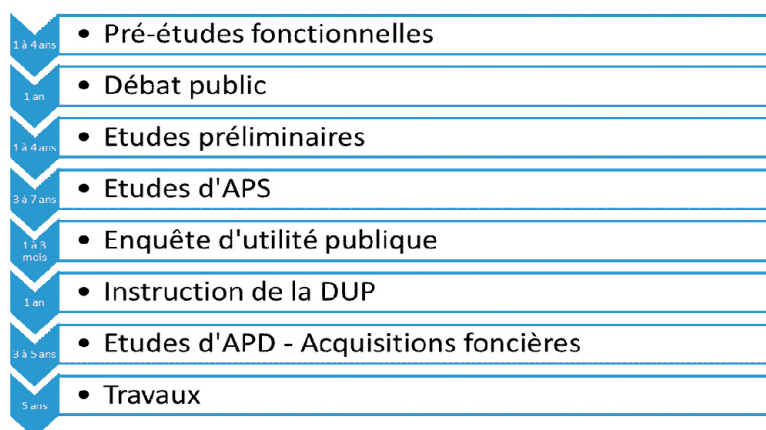 1 à 4 ans
• Pré-études fonctionnelles
1 an
• Débat public
1 à 4 ans
• Etudes préliminaires
3 à 7 ans
• Etudes d'APS
1 à 3
mois
• Enquête d'utilité publique
1 an
• Instruction de la DUP
3 à 5 ans
• Etudes d'APD - Acquisitions foncières
5 ans
• Travaux